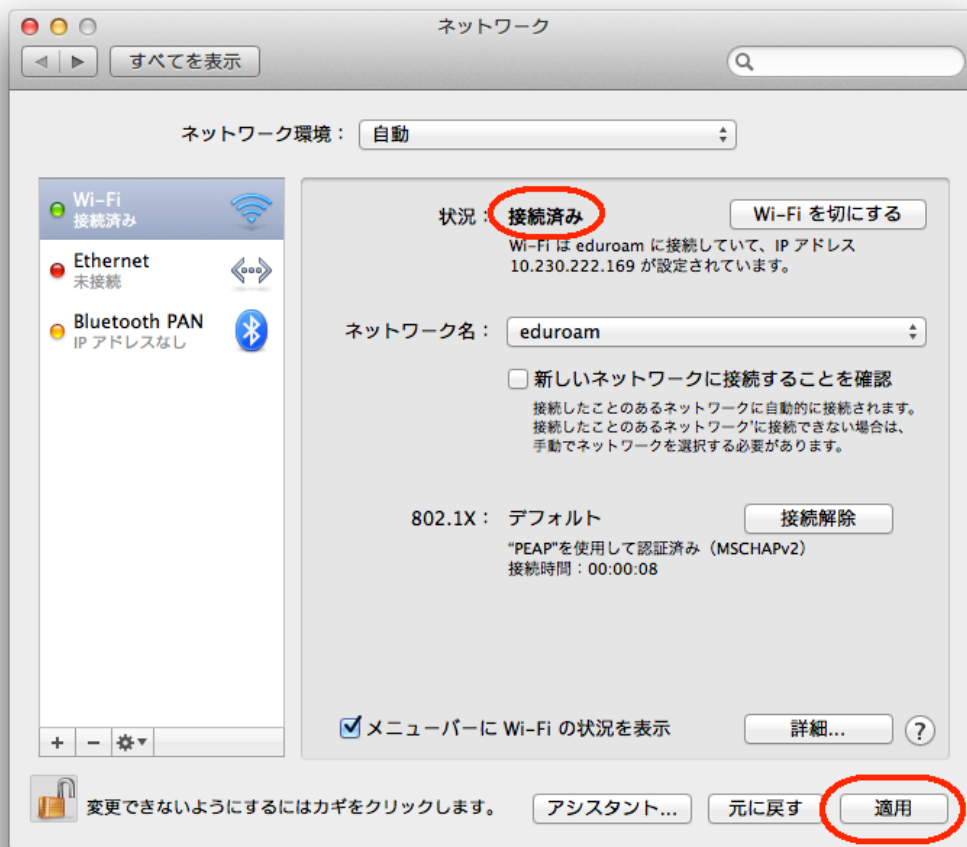 ネットワーク
すべてを表示
ネットワーク環境： 自動
Wi-Fi
接続済み
Ethernet
未接続
Bluetooth PAN
IP アドレスなし
状況： 接続済み Wi-Fi を切にする
Wi-Fi は eduroam に接続していて、IP アドレス
10.230.222.169 が設定されています。
ネットワーク名： eduroam
新しいネットワークに接続することを確認
接続したことのあるネットワークに自動的に接続されます。
接続したことのあるネットワーク'に接続できない場合は、
手動でネットワークを選択する必要があります。
802.1X： デフォルト 接続解除
“PEAP”を使用して認証済み（MSCHAPv2）
接続時間：00:00:08
メニューバーに Wi-Fi の状況を表示 詳細... ?
変更できないようにするにはカギをクリックします。 アシスタント... 元に戻す 適用